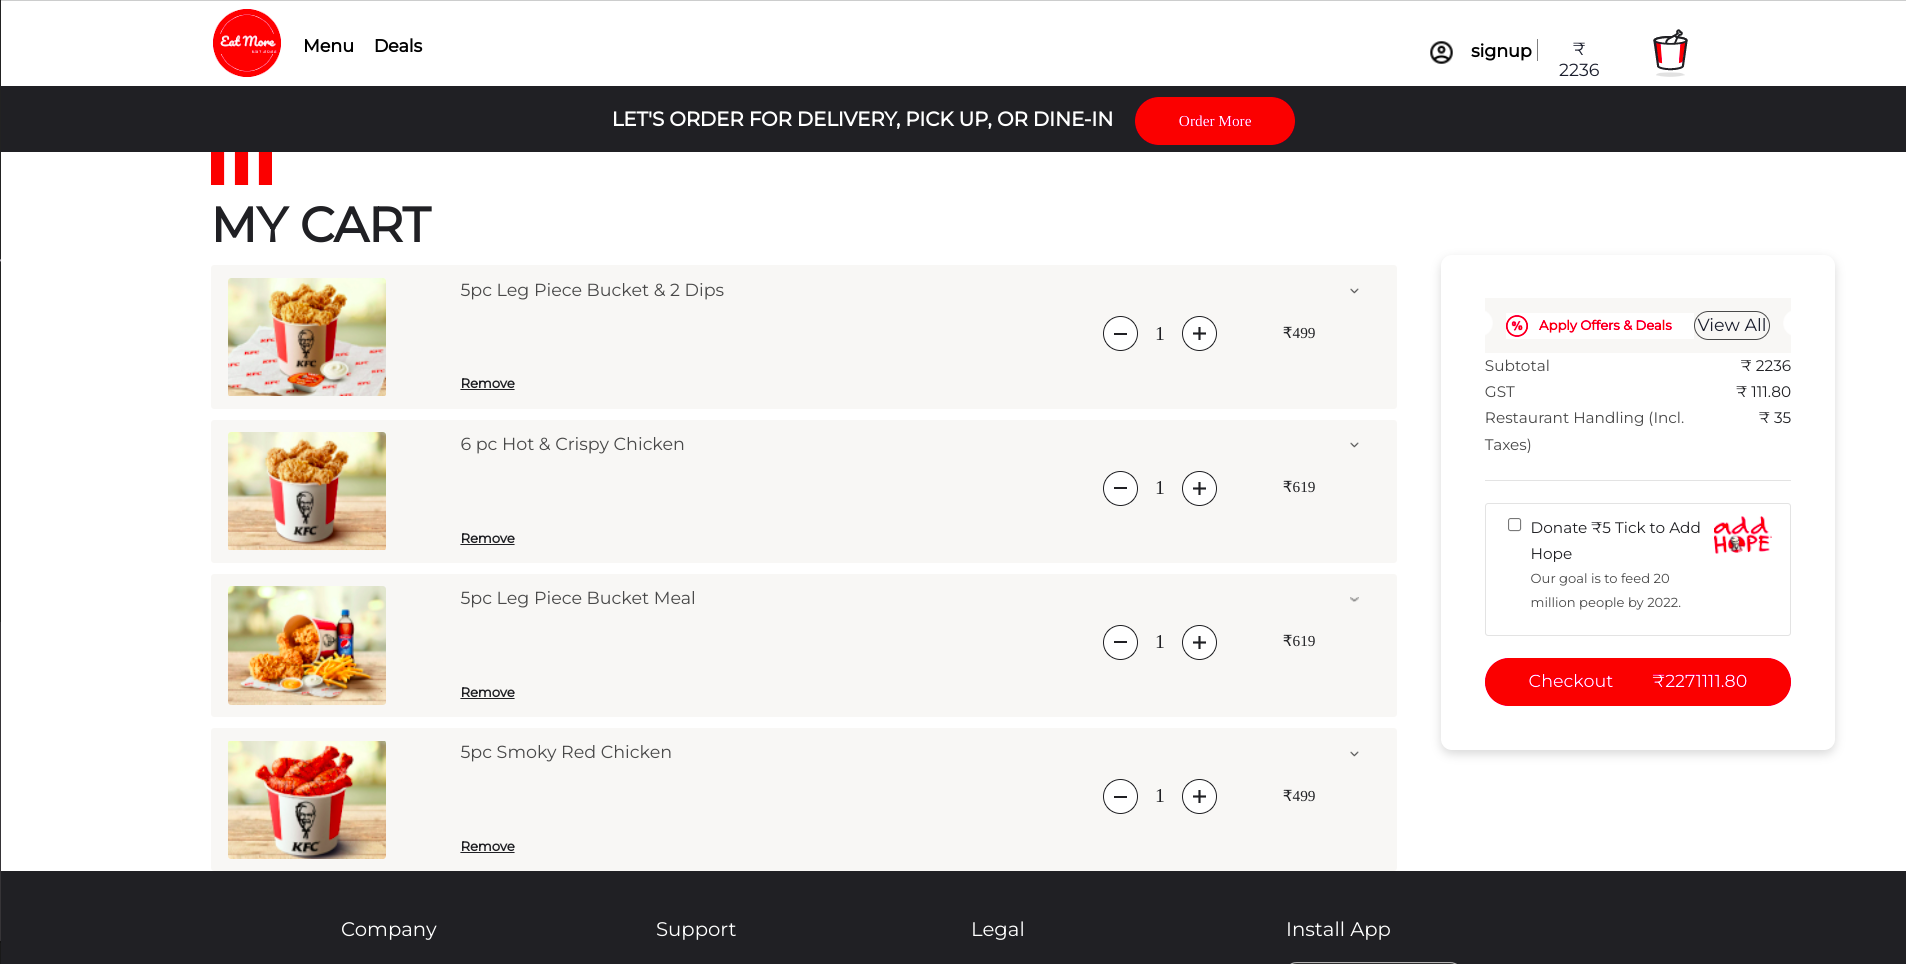 Eat More
Menu
Deals
signup
₹
2236
LET'S ORDER FOR DELIVERY, PICK UP, OR DINE-IN
Order More
MY CART
5pc Leg Piece Bucket & 2 Dips
1
₹499
Remove
KFC
6 pc Hot & Crispy Chicken
1
₹619
Remove
KFC
5pc Leg Piece Bucket Meal
1
₹619
Remove
5pc Smoky Red Chicken
1
₹499
Remove
KFC
% Apply Offers & Deals
View All
Subtotal ₹ 2236
GST ₹ 111.80
Restaurant Handling (Incl. ₹ 35
Taxes)
Donate ₹5 Tick to Add
Hope
add
HOPE
Our goal is to feed 20
million people by 2022.
Checkout ₹2271111.80
Company
Support
Legal
Install App